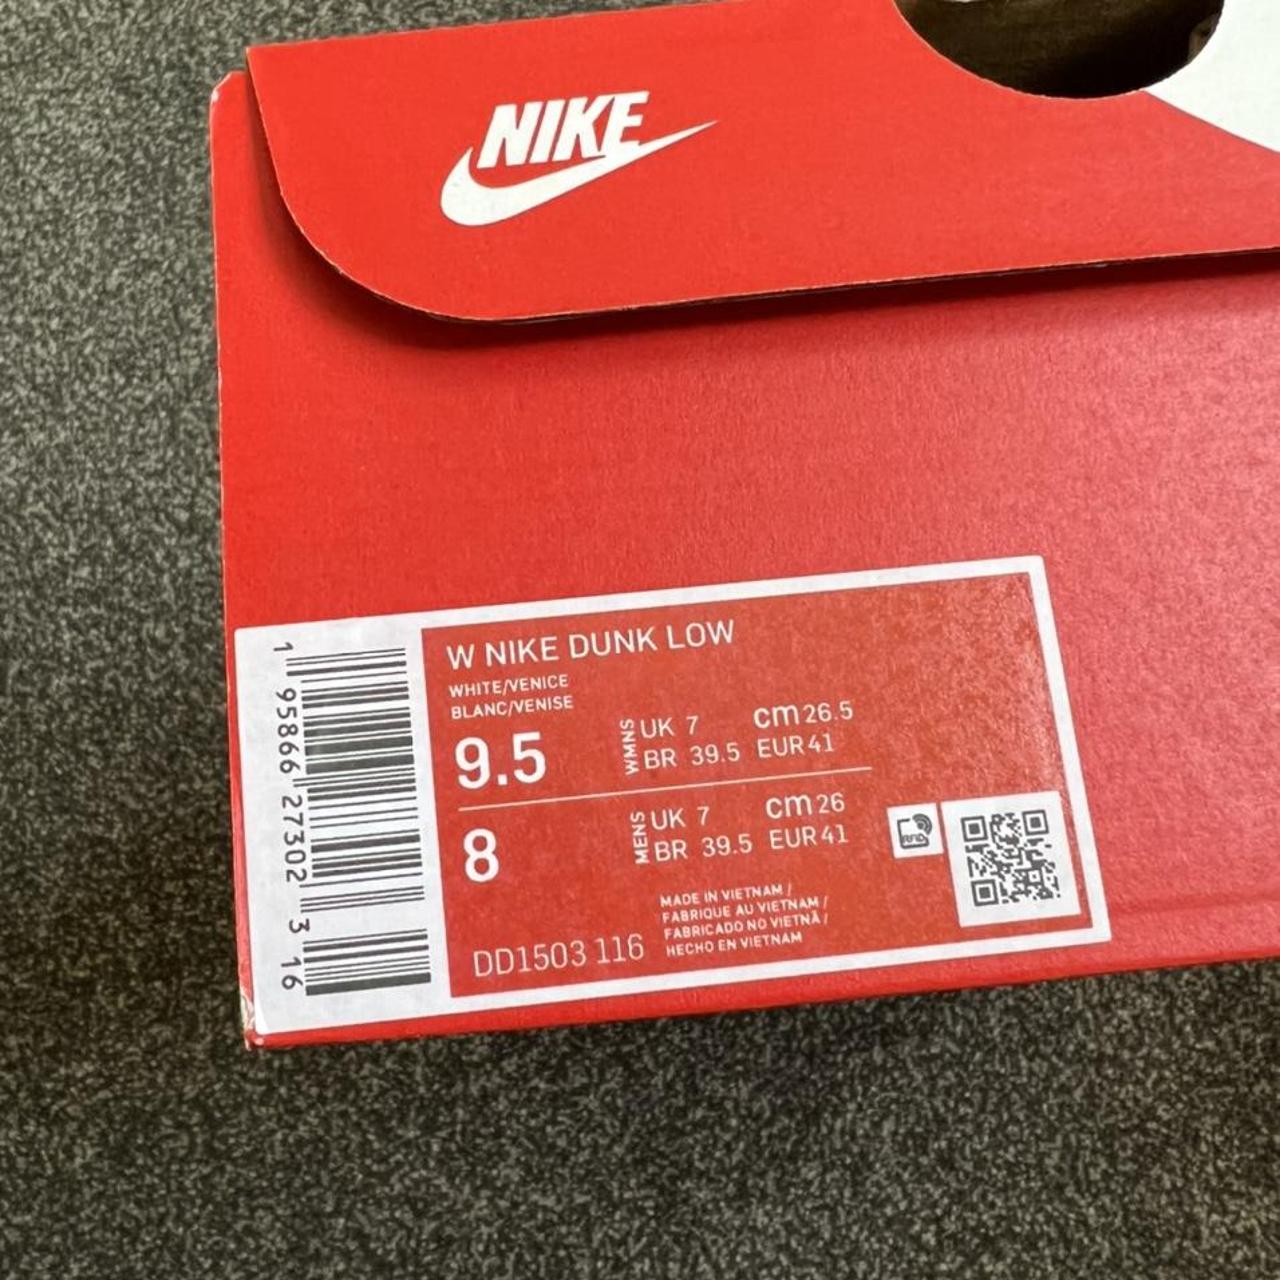 NIKE
W NIKE DUNK LOW
WHITE/VENICE
BLANC/VENISE
9.5
WMNS
UK 7 cm 26.5
BR 39.5 EUR 41
8
MENS
UK 7 cm 26
BR 39.5 EUR 41
MADE IN VIETNAM /
FABRIQUE AU VIETNAM /
FABRICADO NO VIETNÃ /
HECHO EN VIETNAM
DD1503 116
RFID
1 95866 27302 3 16